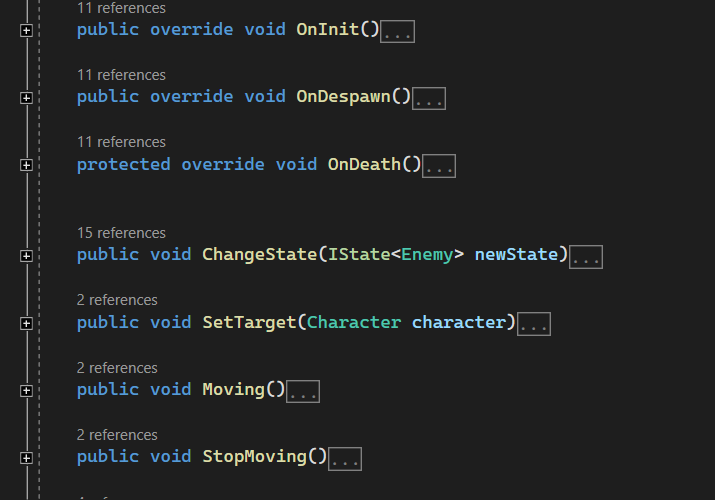 11 references
public override void OnInit()...
11 references
public override void OnDespawn()...
11 references
protected override void OnDeath()...
15 references
public void ChangeState(IState<Enemy> newState)...
2 references
public void SetTarget(Character character)...
2 references
public void Moving()...
2 references
public void StopMoving()...